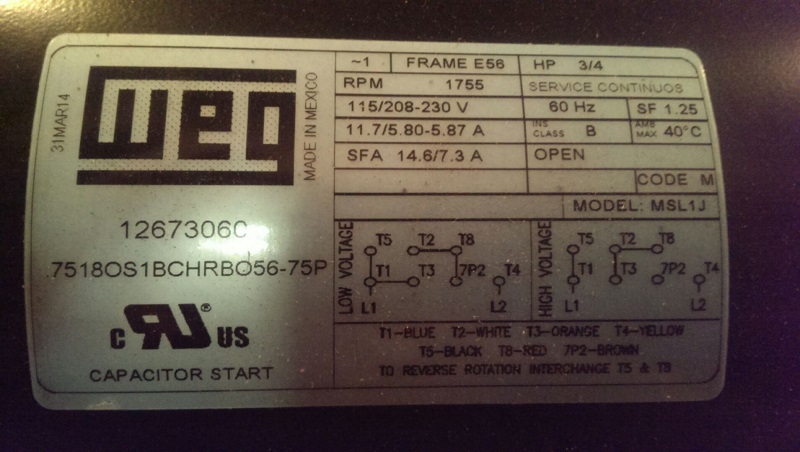 31MAR14
weg
MADE IN MEXICO
12673060
.7518OS1BCHRBO56-75P
c RU® US
CAPACITOR START
~1 FRAME E56 HP 3/4
RPM 1755 SERVICE CONTINUOS
115/208-230 V 60 Hz SF 1.25
11.7/5.80-5.87 A INS CLASS B AMB MAX 40°C
SFA 14.6/7.3 A OPEN
CODE M
MODEL: MSL1J
LOW VOLTAGE
T5 T2 T8
T1 T3 7P2 T4
L1 L2
HIGH VOLTAGE
T5 T2 T8
T1 T3 7P2 T4
L1 L2
T1-BLUE T2-WHITE T3-ORANGE T4-YELLOW
T5-BLACK T8-RED 7P2-BROWN
TO REVERSE ROTATION INTERCHANGE T5 & T8